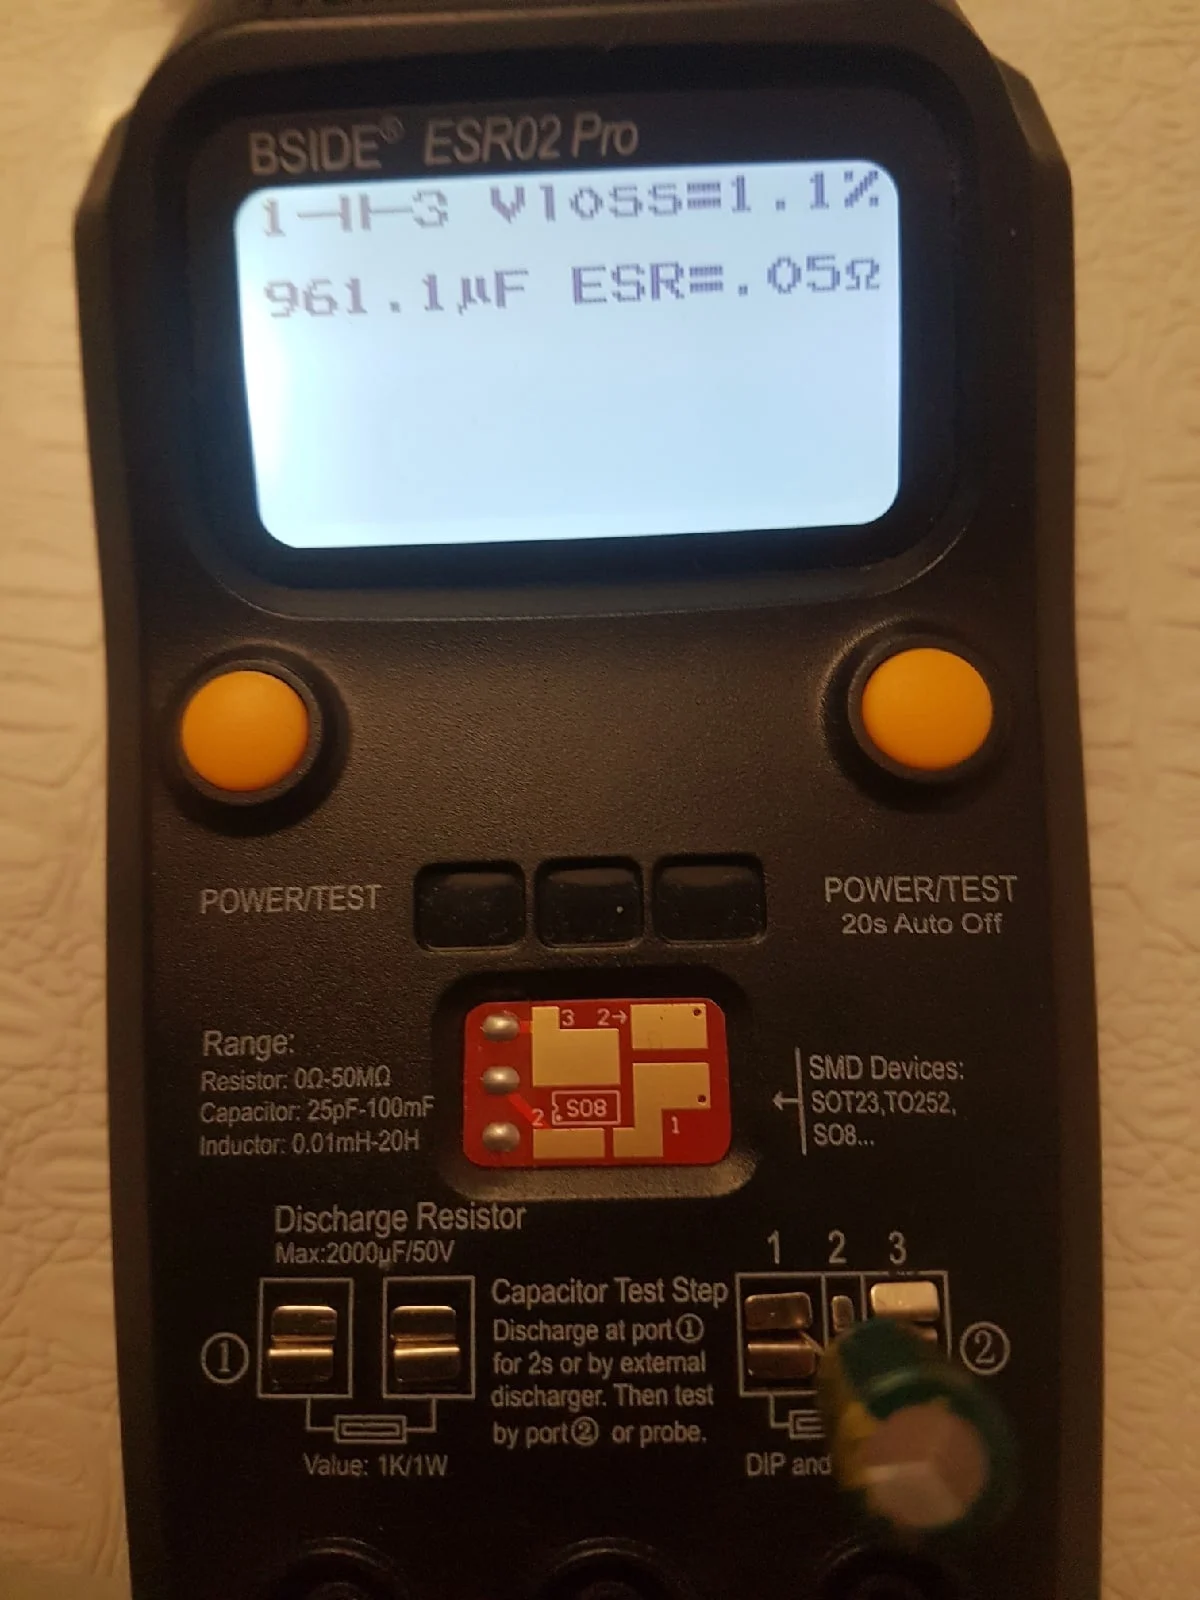 BSIDE® ESR02 Pro
1⊣⊢3 Vloss=1.1%
961.1µF ESR=.05Ω
POWER/TEST
POWER/TEST
20s Auto Off
Range:
Resistor: 0Ω-50MΩ
Capacitor: 25pF-100mF
Inductor: 0.01mH-20H
3 2→
2 SO8
1
SMD Devices:
SOT23,TO252,
SO8...
Discharge Resistor
Max:2000µF/50V
① 
Value: 1K/1W
Capacitor Test Step
Discharge at port①
for 2s or by external
discharger. Then test
by port② or probe.
1 2 3
②
DIP and